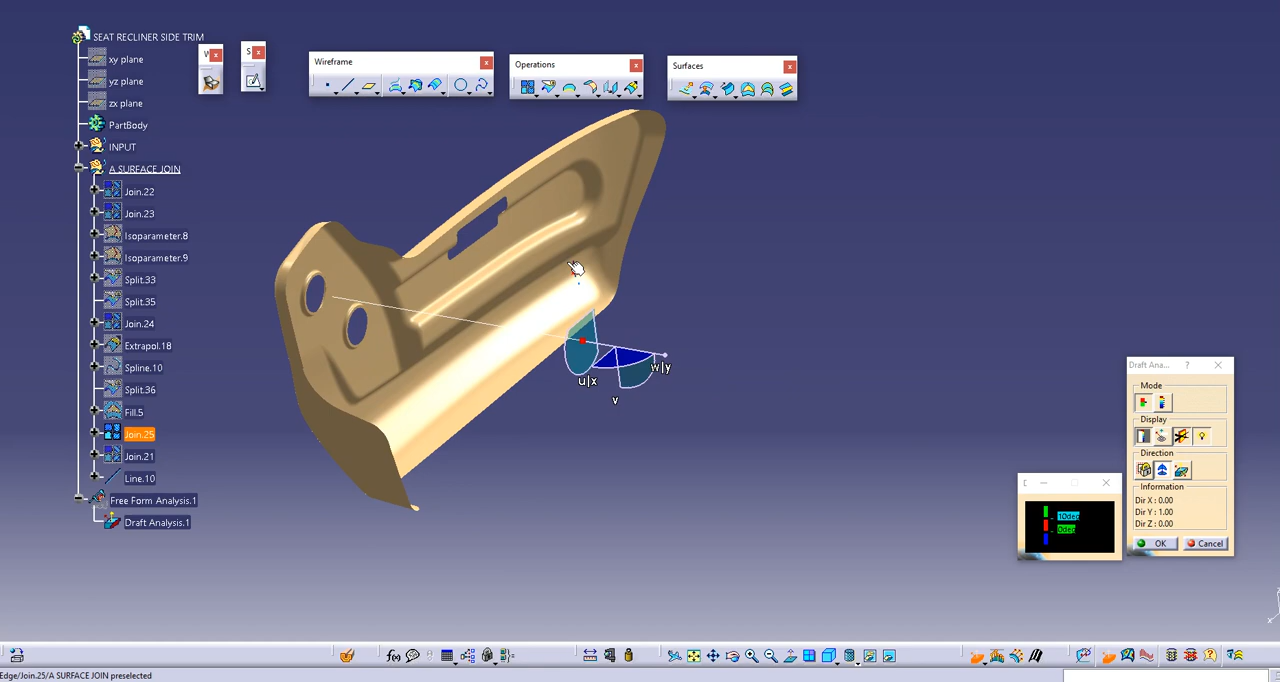 SEAT RECLINER SIDE TRIM
xy plane
yz plane
zx plane
PartBody
INPUT
A SURFACE JOIN
Join.22
Join.23
Isoparameter.8
Isoparameter.9
Split.33
Split.35
Join.24
Extrapol.18
Spline.10
Split.36
Fill.5
Join.25
Join.21
Line.10
Free Form Analysis.1
Draft Analysis.1
S
Wireframe
Operations
Surfaces
u|x
v
w|y
Draft Ana...
?
Mode
Display
Direction
Information
Dir X : 0.00
Dir Y : 1.00
Dir Z : 0.00
OK Cancel
10deg
0deg
f(x)
Edge/Join.25/A SURFACE JOIN preselected